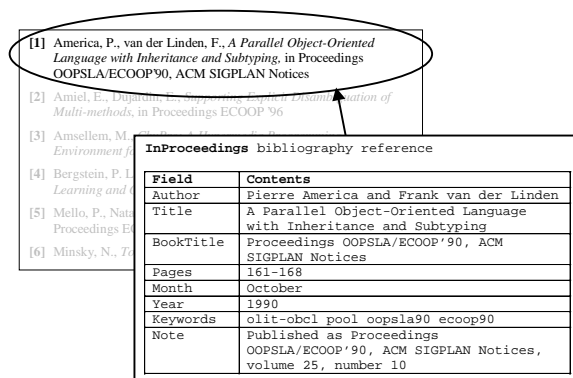 [1] America, P., van der Linden, F., A Parallel Object-Oriented
Language with Inheritance and Subtyping, in Proceedings
OOPSLA/ECOOP'90, ACM SIGPLAN Notices
[2] Amiel, E., Dujardin, E., Supporting Explicit Disambiguation of
Multi-methods, in Proceedings ECOOP '96
[3] Amsellem, M.,
Environment fo
[4] Bergstein, P. L
Learning and
[5] Mello, P., Nata
Proceedings EC
[6] Minsky, N., To
InProceedings bibliography reference
Field Contents
Author Pierre America and Frank van der Linden
Title A Parallel Object-Oriented Language
with Inheritance and Subtyping
BookTitle Proceedings OOPSLA/ECOOP'90, ACM
SIGPLAN Notices
Pages 161-168
Month October
Year 1990
Keywords olit-obcl pool oopsla90 ecoop90
Note Published as Proceedings
OOPSLA/ECOOP'90, ACM SIGPLAN Notices,
volume 25, number 10